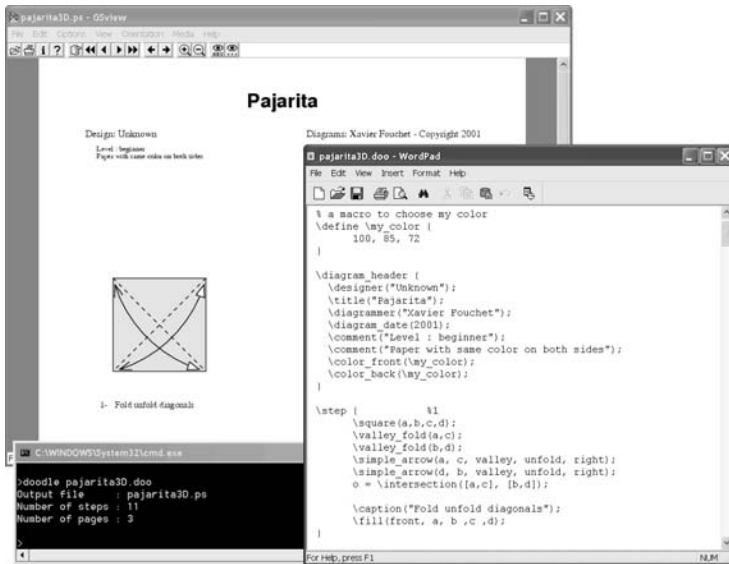 pajarita3D.ps - GSview
File Edit Options View Orientation Media Help
Pajarita
Design: Unknown
Diagrams: Xavier Fouchet - Copyright 2001
Level : beginner
Paper with same color on both sides
1- Fold unfold diagonals
pajarita3D.doo - WordPad
File Edit View Insert Format Help
% a macro to choose my color
\define \my_color {
100, 85, 72
}
\diagram_header {
\designer("Unknown");
\title("Pajarita");
\diagrammer("Xavier Fouchet");
\diagram_date(2001);
\comment("Level : beginner");
\comment("Paper with same color on both sides");
\color_front(\my_color);
\color_back(\my_color);
}
\step { %1
\square(a,b,c,d);
\valley_fold(a,c);
\valley_fold(b,d);
\simple_arrow(a, c, valley, unfold, right);
\simple_arrow(d, b, valley, unfold, right);
o = \intersection([a,c], [b,d]);
\caption("Fold unfold diagonals");
\fill(front, a, b ,c ,d);
}
For Help, press F1
NUM
C:\WINDOWS\System32\cmd.exe
>doodle pajarita3D.doo
Output file : pajarita3D.ps
Number of steps : 11
Number of pages : 3
>